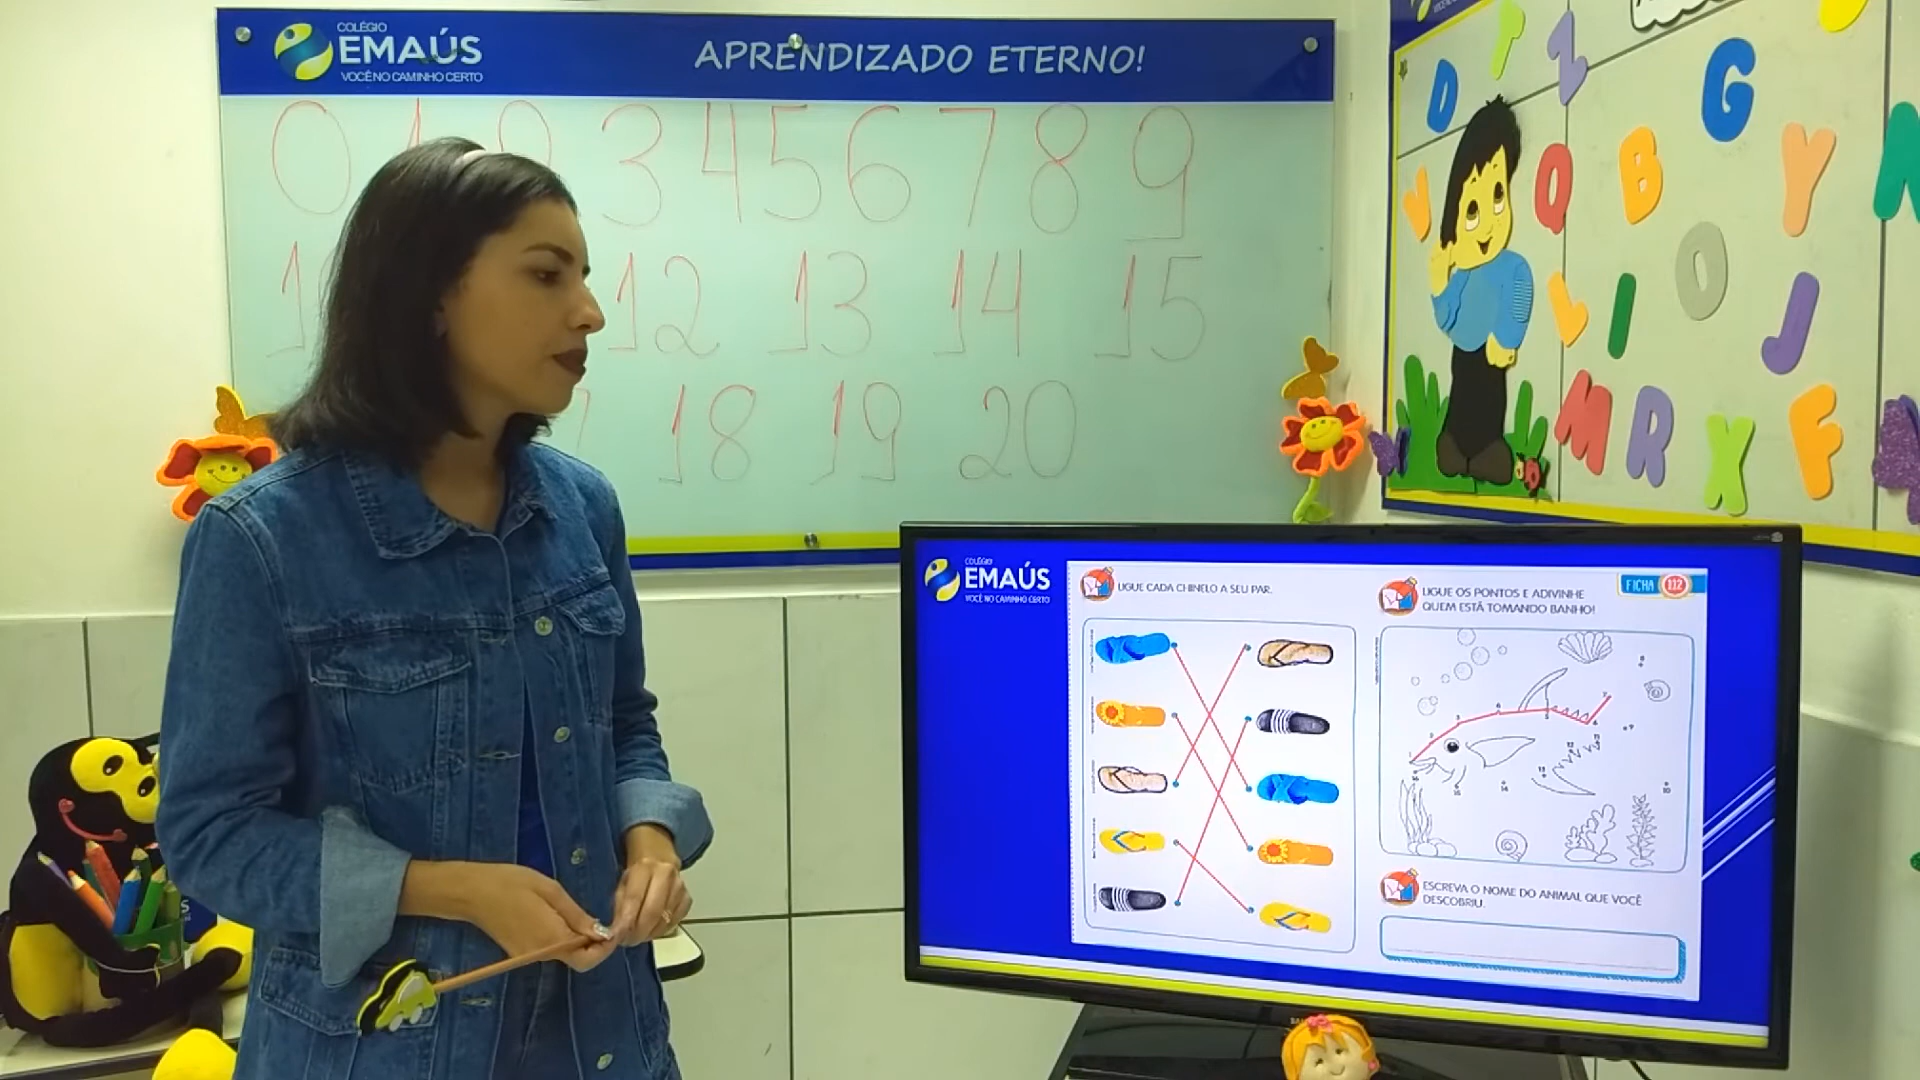 COLÉGIO
EMAÚS
VOCÊ NO CAMINHO CERTO
APRENDIZADO ETERNO!
0 1 2 3 4 5 6 7 8 9
12 13 14 15
18 19 20
D T Z G
V Q B Y N
L I O J
M R X F
COLÉGIO
EMAÚS
VOCÊ NO CAMINHO CERTO
LIGUE CADA CHINELO A SEU PAR.
LIGUE OS PONTOS E ADIVINHE
QUEM ESTÁ TOMANDO BANHO!
FICHA 112
ESCREVA O NOME DO ANIMAL QUE VOCÊ
DESCOBRIU.